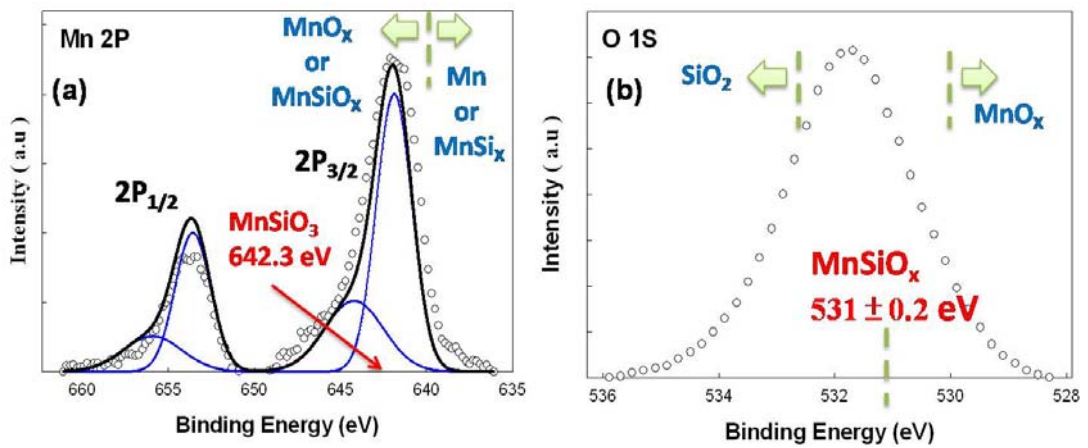 Mn 2P
(a)
MnOx
or
MnSiOx
Mn
or
MnSix
2P3/2
2P1/2
MnSiO3
642.3 eV
Intensity ( a.u )
660 655 650 645 640 635
Binding Energy (eV)
O 1S
(b)
SiO2
MnOx
MnSiOx
531 ± 0.2 eV
Intensity ( a.u )
536 534 532 530 528
Binding Energy (eV)